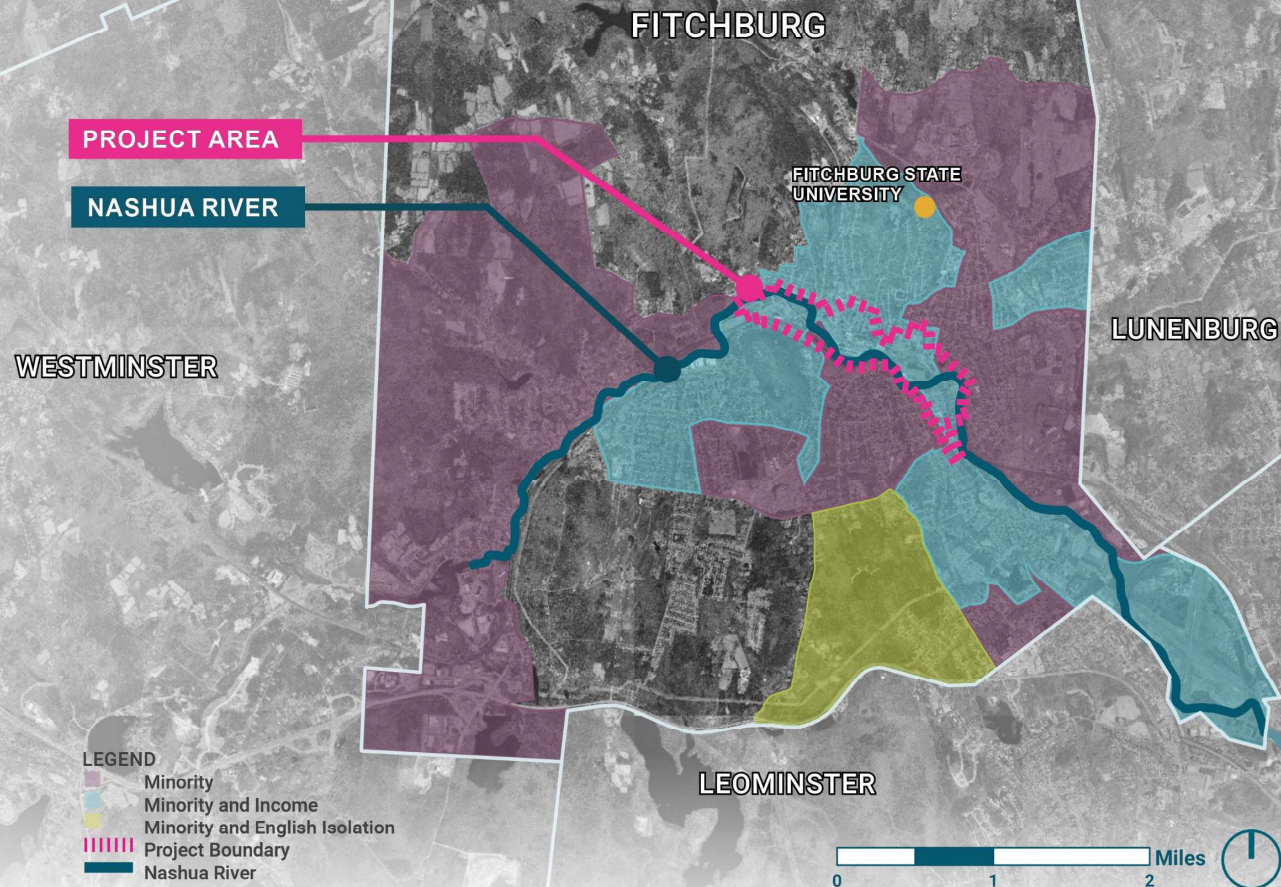 FITCHBURG
PROJECT AREA
FITCHBURG STATE
UNIVERSITY
NASHUA RIVER
LUNENBURG
WESTMINSTER
LEOMINSTER
LEGEND
Minority
Minority and Income
Minority and English Isolation
Project Boundary
Nashua River
Miles
0 1 2